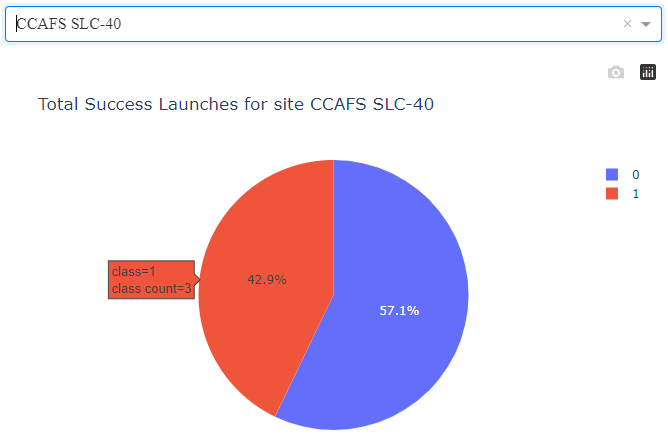 CCAFS SLC-40
Total Success Launches for site CCAFS SLC-40
0
1
class=1
class count=3
42.9%
57.1%